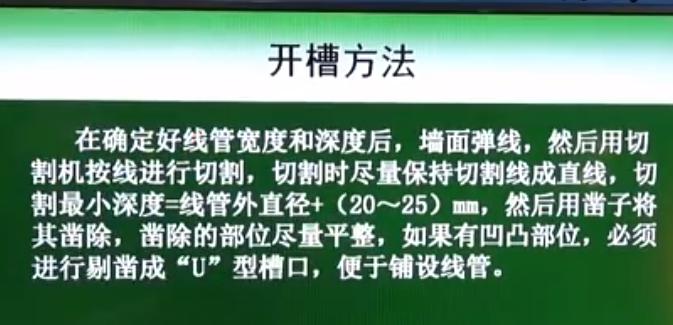 开槽方法
在确定好线管宽度和深度后，墙面弹线，然后用切
割机按线进行切割，切割时尽量保持切割线成直线，切
割最小深度=线管外直径+（20～25）mm，然后用凿子将
其凿除，凿除的部位尽量平整，如果有凹凸部位，必须
进行剔凿成“U”型槽口，便于铺设线管。